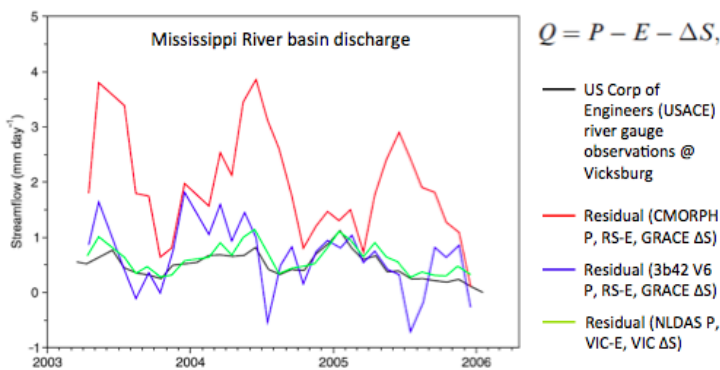 Mississippi River basin discharge
Q = P − E − ΔS,
Streamflow (mm day⁻¹)
5
4
3
2
1
0
-1
2003
2004
2005
2006
US Corp of
Engineers (USACE)
river gauge
observations @
Vicksburg
Residual (CMORPH
P, RS-E, GRACE ΔS)
Residual (3b42 V6
P, RS-E, GRACE ΔS)
Residual (NLDAS P,
VIC-E, VIC ΔS)